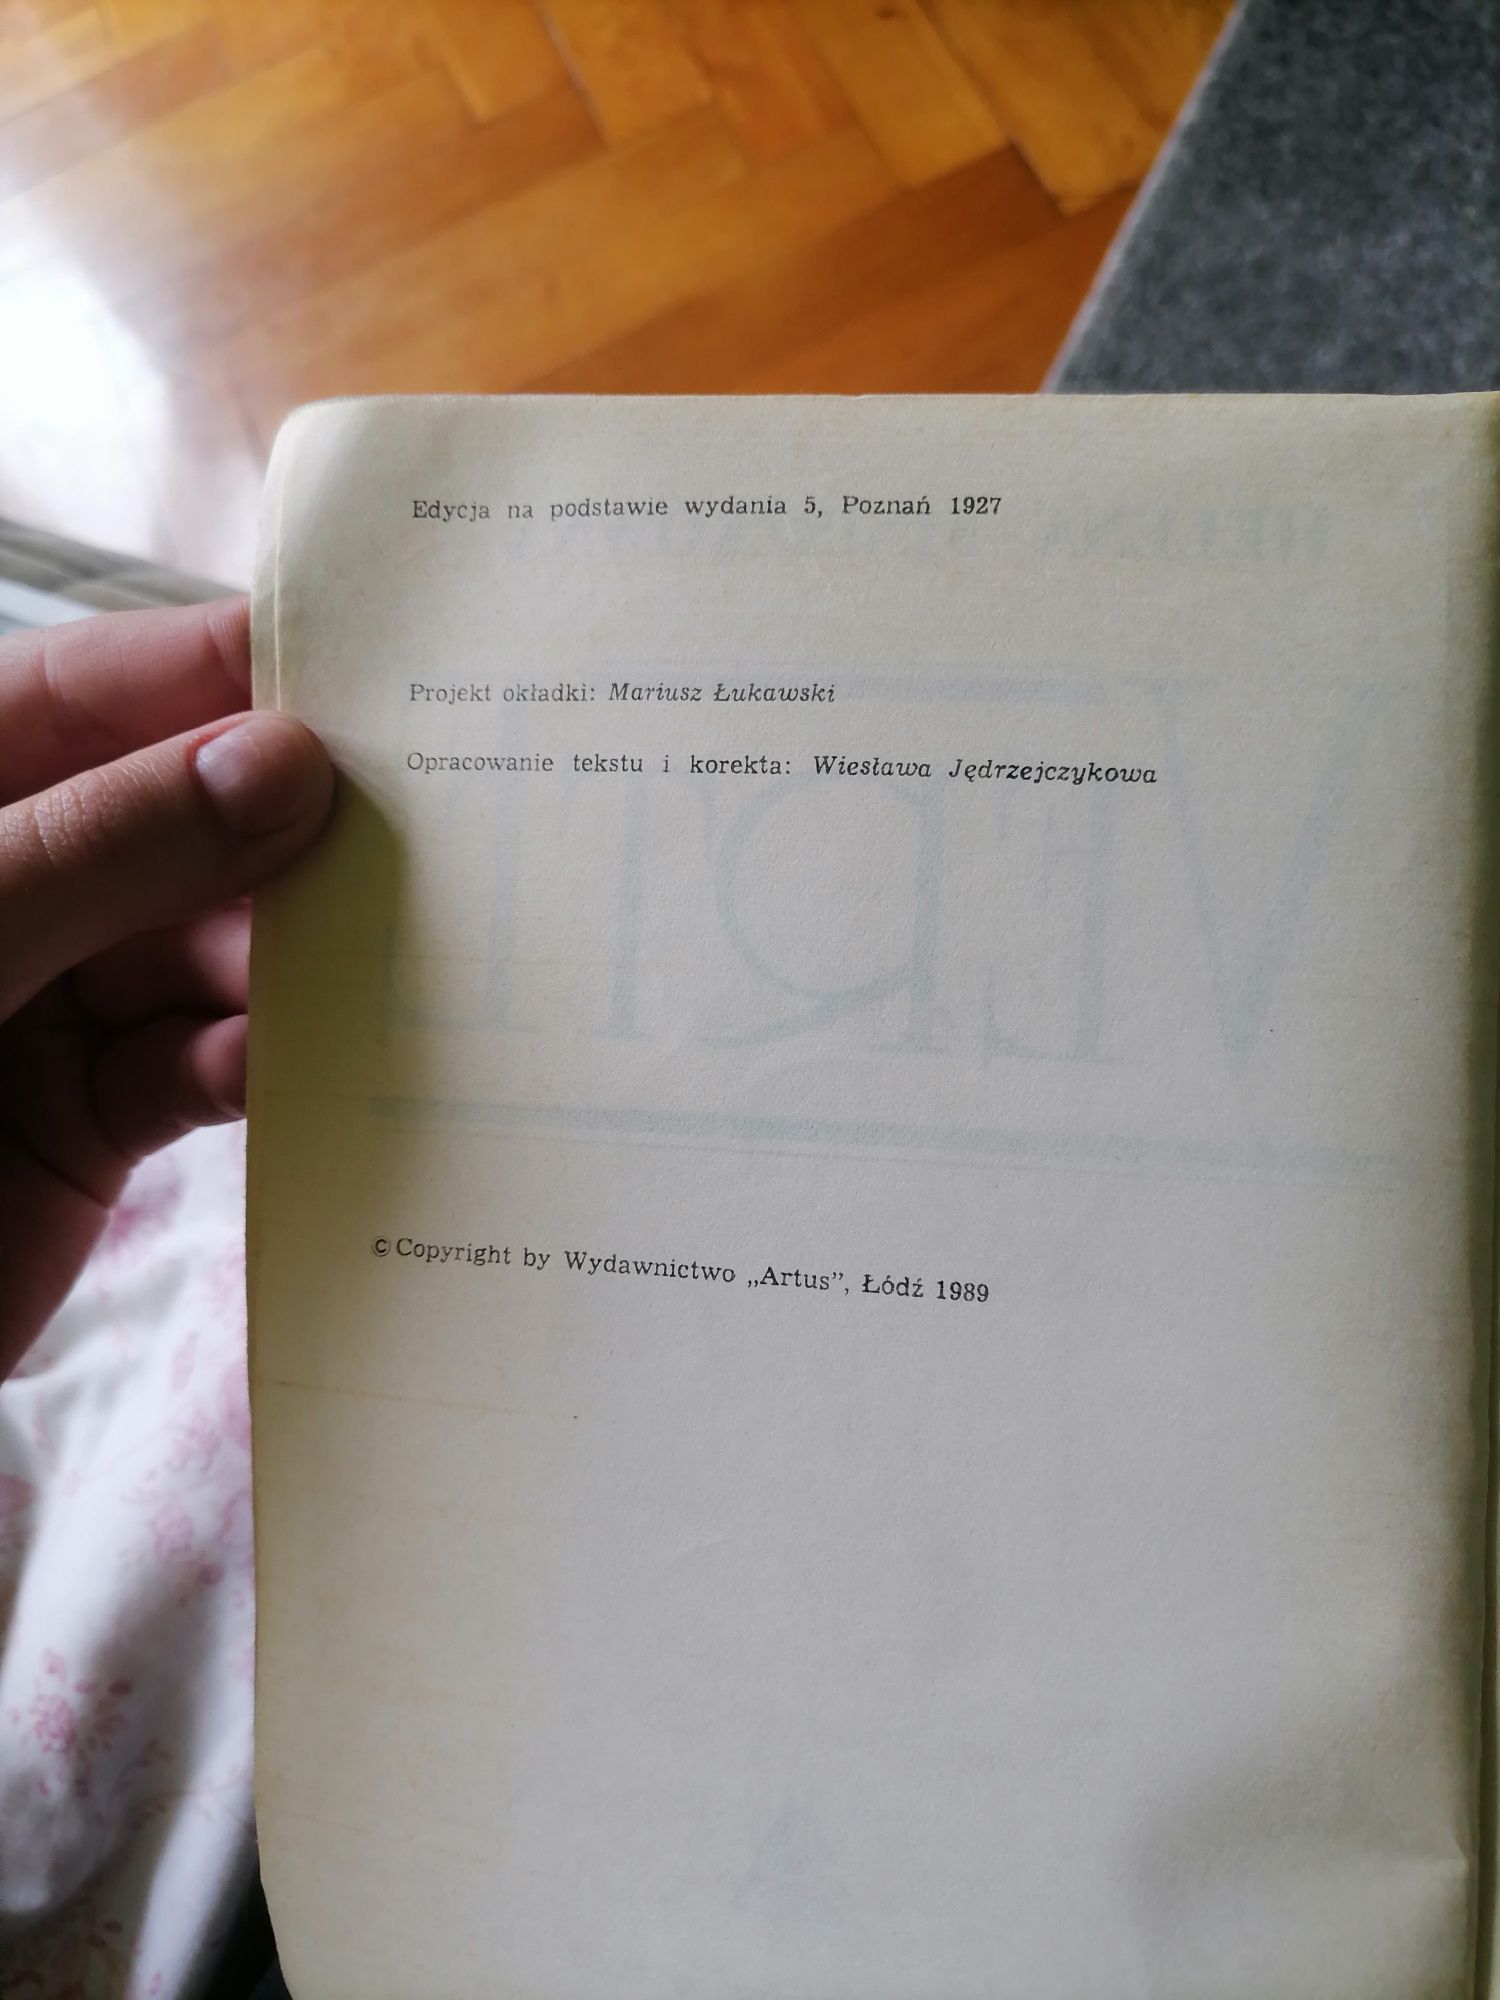 Edycja na podstawie wydania 5, Poznań 1927
Projekt okładki: Mariusz Łukawski
Opracowanie tekstu i korekta: Wiesława Jędrzejczykowa
© Copyright by Wydawnictwo „Artus”, Łódź 1989